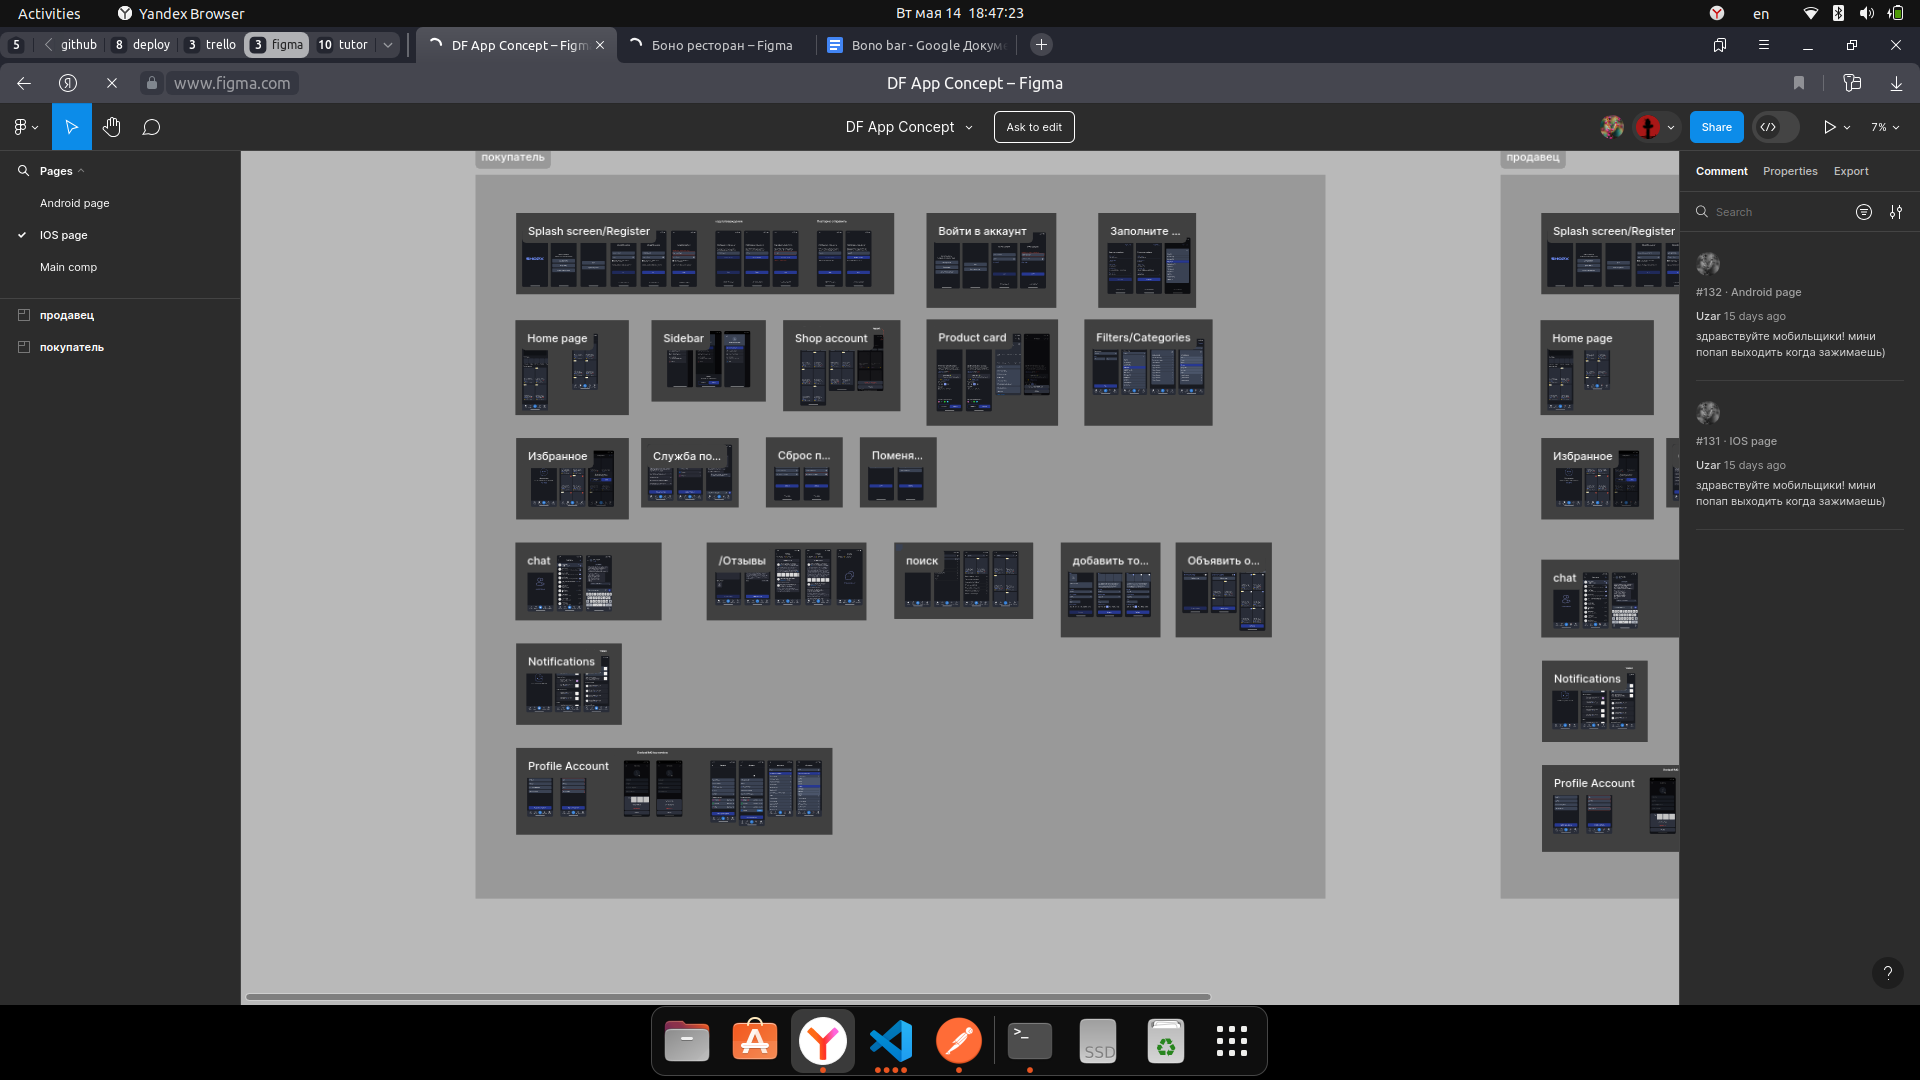 Activities
Yandex Browser
Вт мая 14 18:47:23
en
5
github
8 deploy
3 trello
3 figma
10 tutor
DF App Concept – Figm
Боно ресторан – Figma
Bono bar - Google Докум
www.figma.com
DF App Concept – Figma
DF App Concept
Ask to edit
Share
7%
Pages
Android page
IOS page
Main comp
продавец
покупатель
покупатель
Splash screen/Register
Войти в аккаунт
Заполните ...
Home page
Sidebar
Shop account
Product card
Filters/Categories
Избранное
Служба по...
Сброс п...
Поменя...
chat
/Отзывы
поиск
добавить то...
Объявить о...
Notifications
Profile Account
продавец
Splash screen/Register
Home page
Избранное
chat
Notifications
Profile Account
Comment
Properties
Export
Search
#132 · Android page
Uzar 15 days ago
здравствуйте мобильщики! мини
попап выходить когда зажимаешь)
#131 · IOS page
Uzar 15 days ago
здравствуйте мобильщики! мини
попап выходить когда зажимаешь)
?
>_
SSD